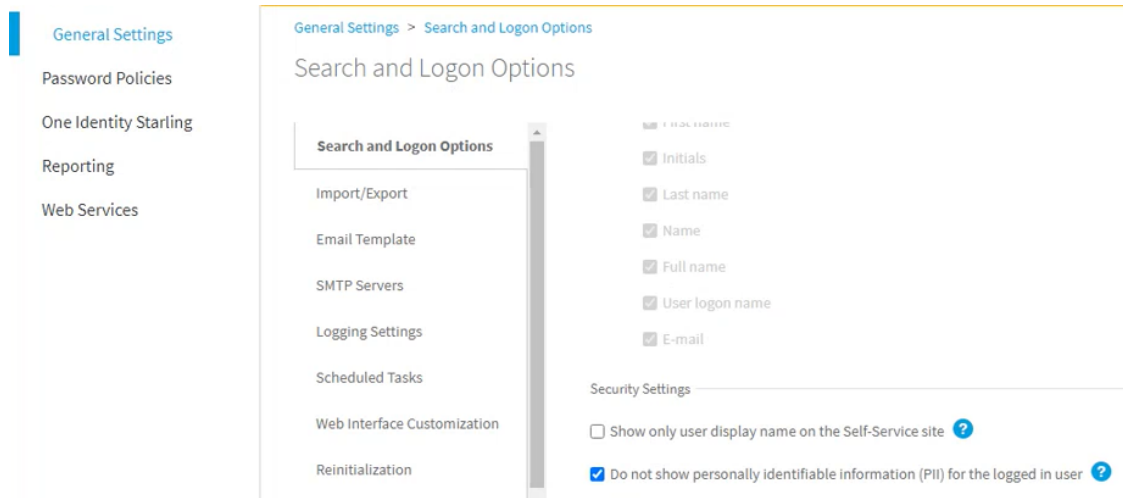 General Settings
Password Policies
One Identity Starling
Reporting
Web Services
General Settings > Search and Logon Options
Search and Logon Options
Search and Logon Options
Import/Export
Email Template
SMTP Servers
Logging Settings
Scheduled Tasks
Web Interface Customization
Reinitialization
First name
Initials
Last name
Name
Full name
User logon name
E-mail
Security Settings
Show only user display name on the Self-Service site ?
Do not show personally identifiable information (PII) for the logged in user ?